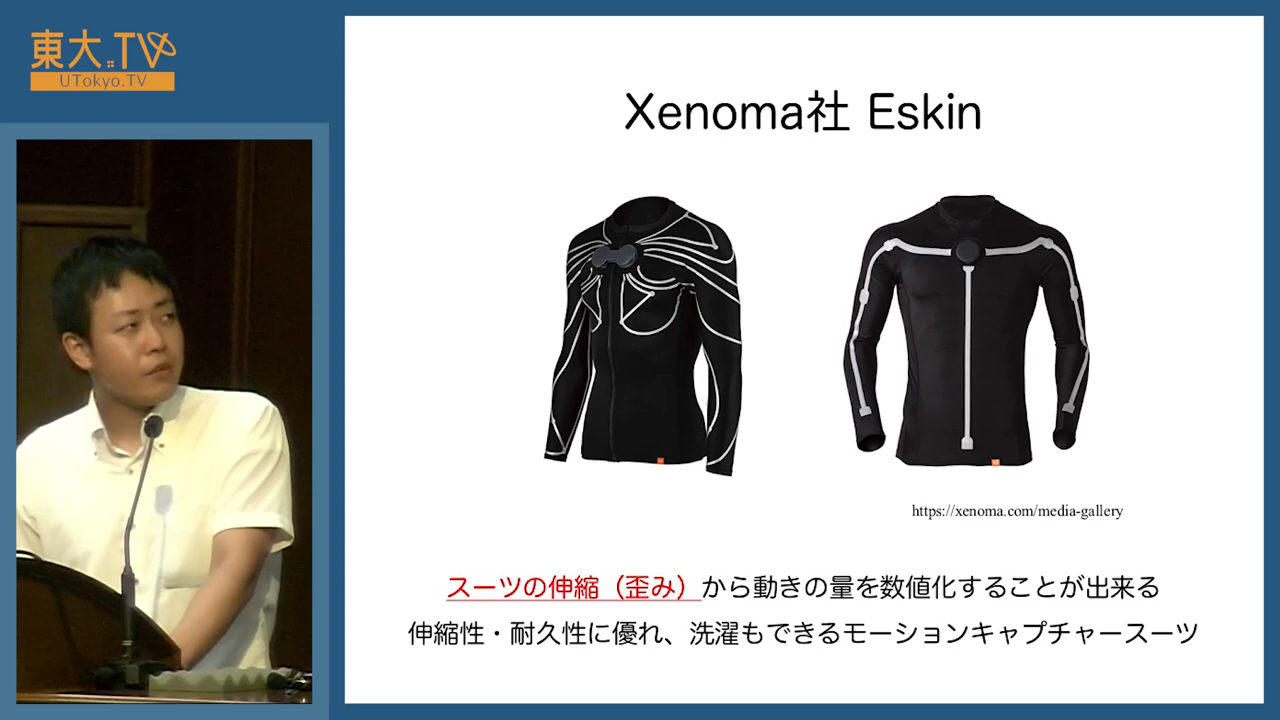 東大.TV
UTokyo.TV
Xenoma社 Eskin
https://xenoma.com/media-gallery
スーツの伸縮（歪み）から動きの量を数値化することが出来る
伸縮性・耐久性に優れ、洗濯もできるモーションキャプチャースーツ